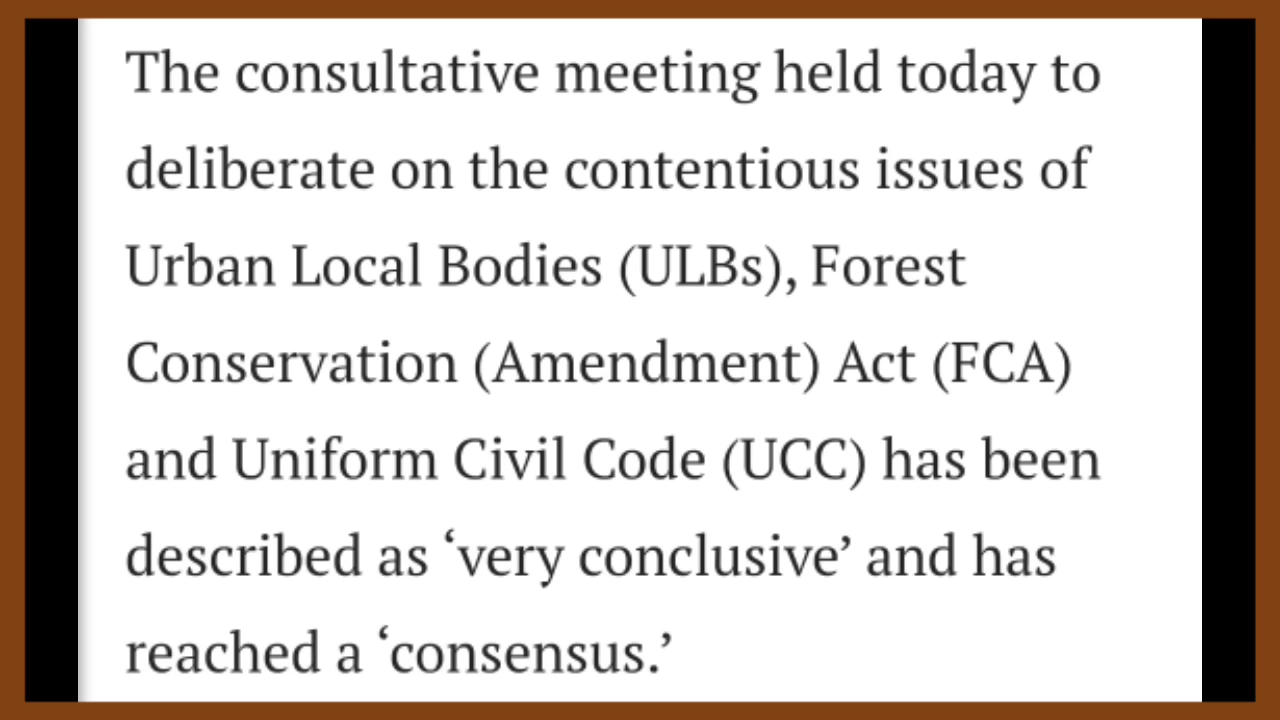 The consultative meeting held today to
deliberate on the contentious issues of
Urban Local Bodies (ULBs), Forest
Conservation (Amendment) Act (FCA)
and Uniform Civil Code (UCC) has been
described as ‘very conclusive’ and has
reached a ‘consensus.’